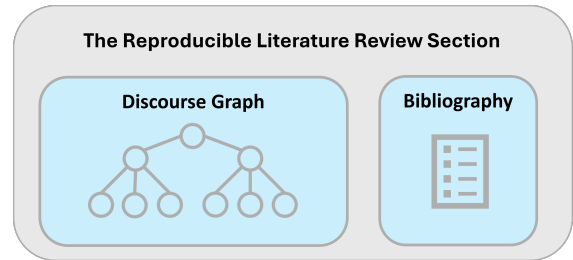 The Reproducible Literature Review Section
Discourse Graph
Bibliography